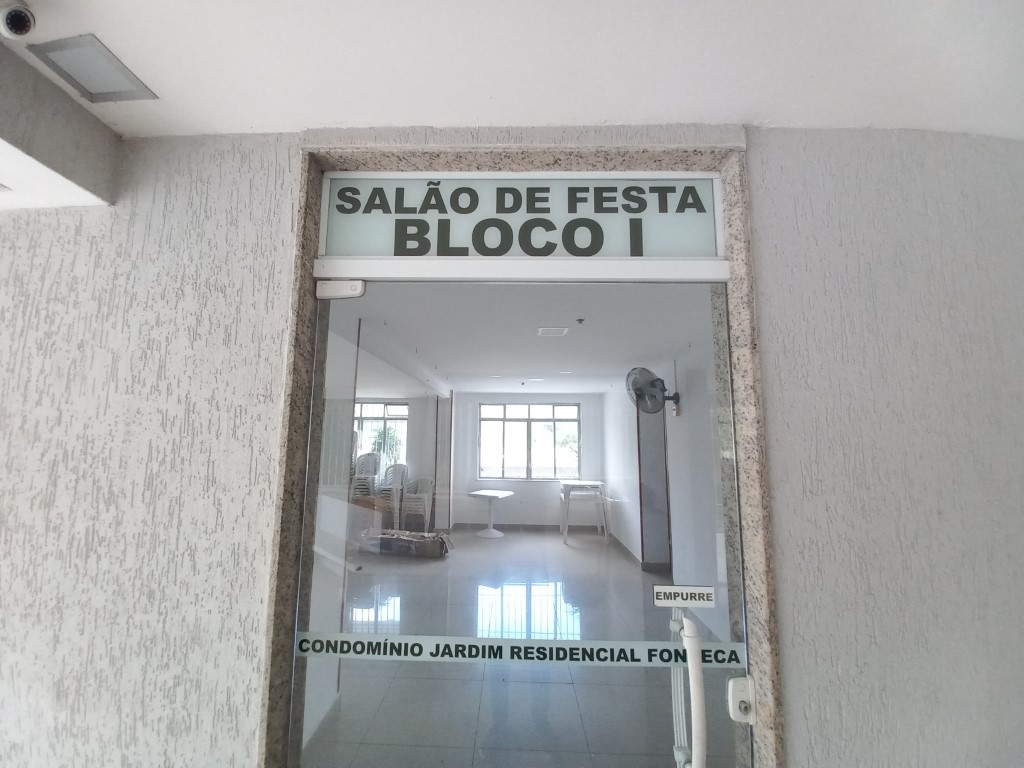 SALÃO DE FESTA
BLOCO I
EMPURRE
CONDOMÍNIO JARDIM RESIDENCIAL FONSECA